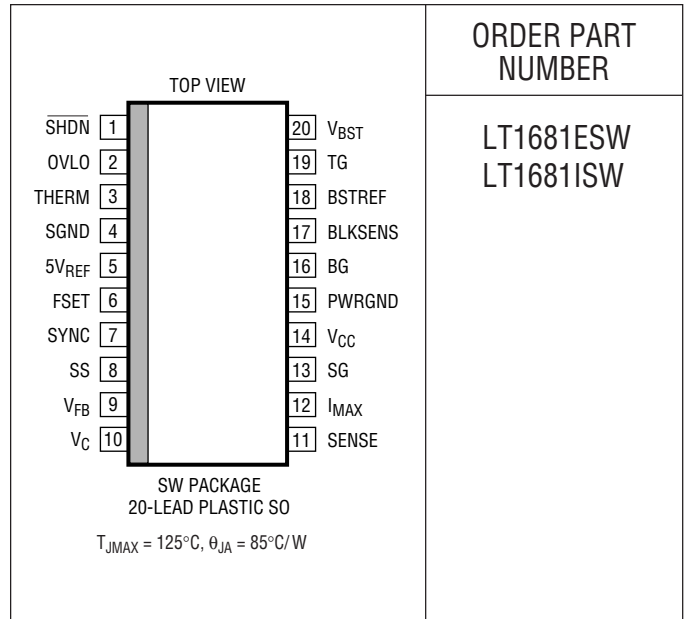 TOP VIEW
SHDN 1
OVLO 2
THERM 3
SGND 4
5VREF 5
FSET 6
SYNC 7
SS 8
VFB 9
VC 10
20 VBST
19 TG
18 BSTREF
17 BLKSENS
16 BG
15 PWRGND
14 VCC
13 SG
12 IMAX
11 SENSE
SW PACKAGE
20-LEAD PLASTIC SO
TJMAX = 125°C, θJA = 85°C/W
ORDER PART
NUMBER
LT1681ESW
LT1681ISW